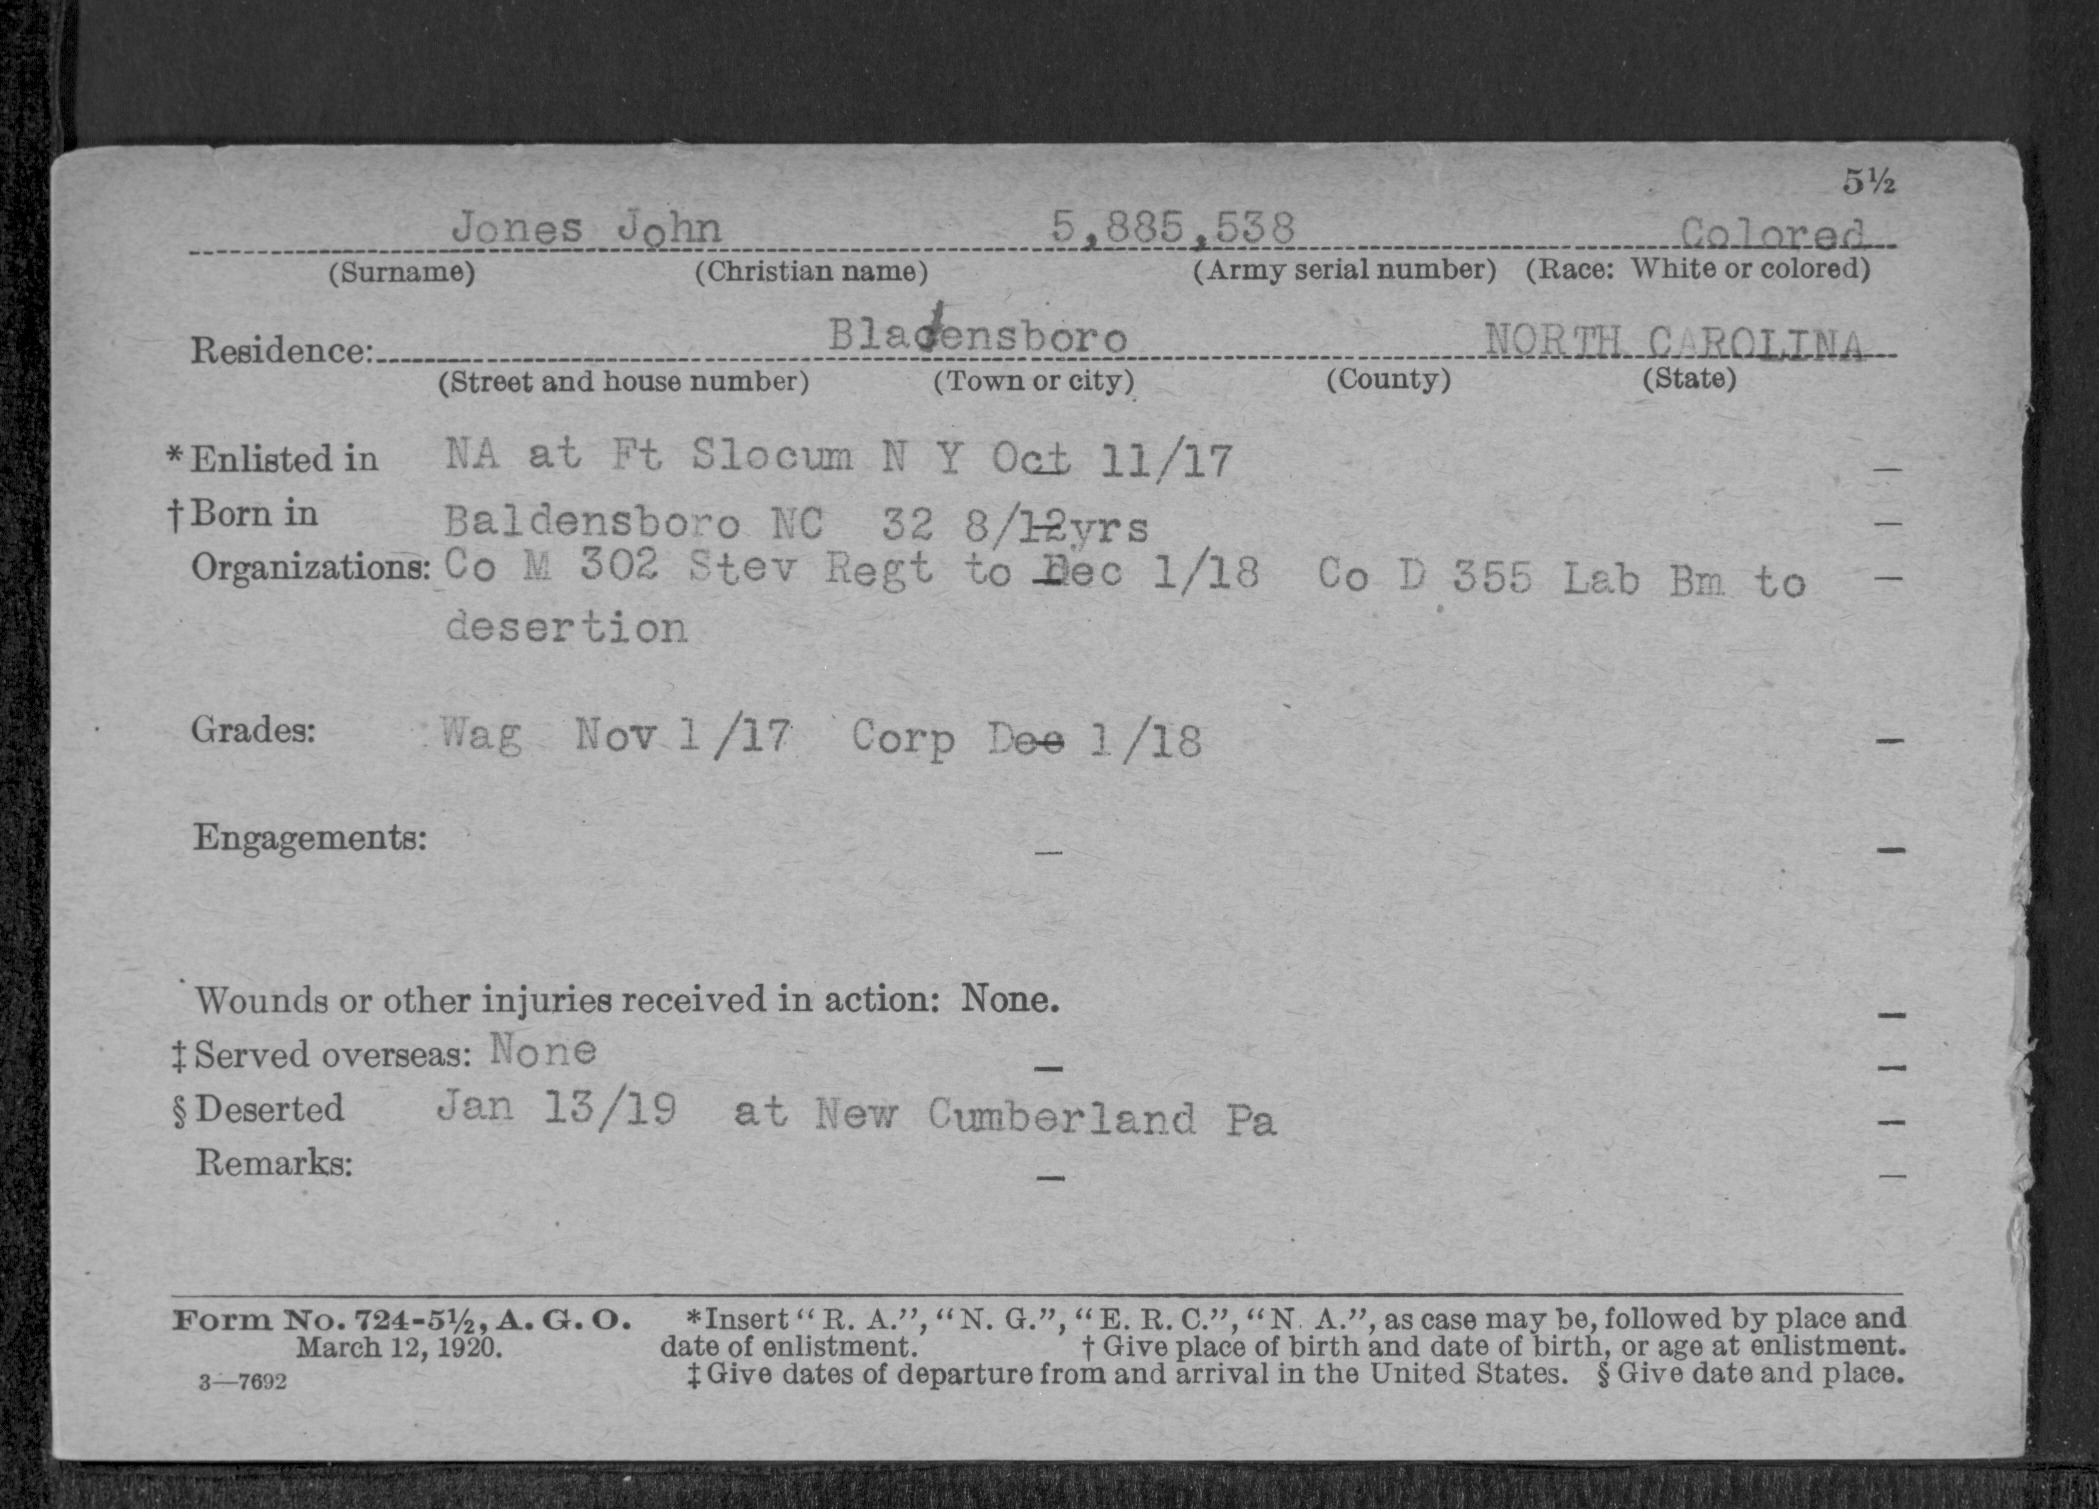 5½
Jones John 5,885,538 Colored
(Surname) (Christian name) (Army serial number) (Race: White or colored)
Residence: Bladensboro NORTH CAROLINA
(Street and house number) (Town or city) (County) (State)
*Enlisted in NA at Ft Slocum N Y Oct 11/17 —
†Born in Baldensboro NC 32 8/12yrs —
Organizations: Co M 302 Stev Regt to Dec 1/18 Co D 355 Lab Bm to —
desertion
Grades: Wag Nov 1/17 Corp Dec 1/18 —
Engagements: — —
Wounds or other injuries received in action: None. —
‡Served overseas: None — —
§Deserted Jan 13/19 at New Cumberland Pa —
Remarks: — —
Form No. 724-5½, A. G. O. *Insert "R. A.", "N. G.", "E. R. C.", "N. A.", as case may be, followed by place and
March 12, 1920. date of enlistment. †Give place of birth and date of birth, or age at enlistment.
3—7692 ‡Give dates of departure from and arrival in the United States. §Give date and place.